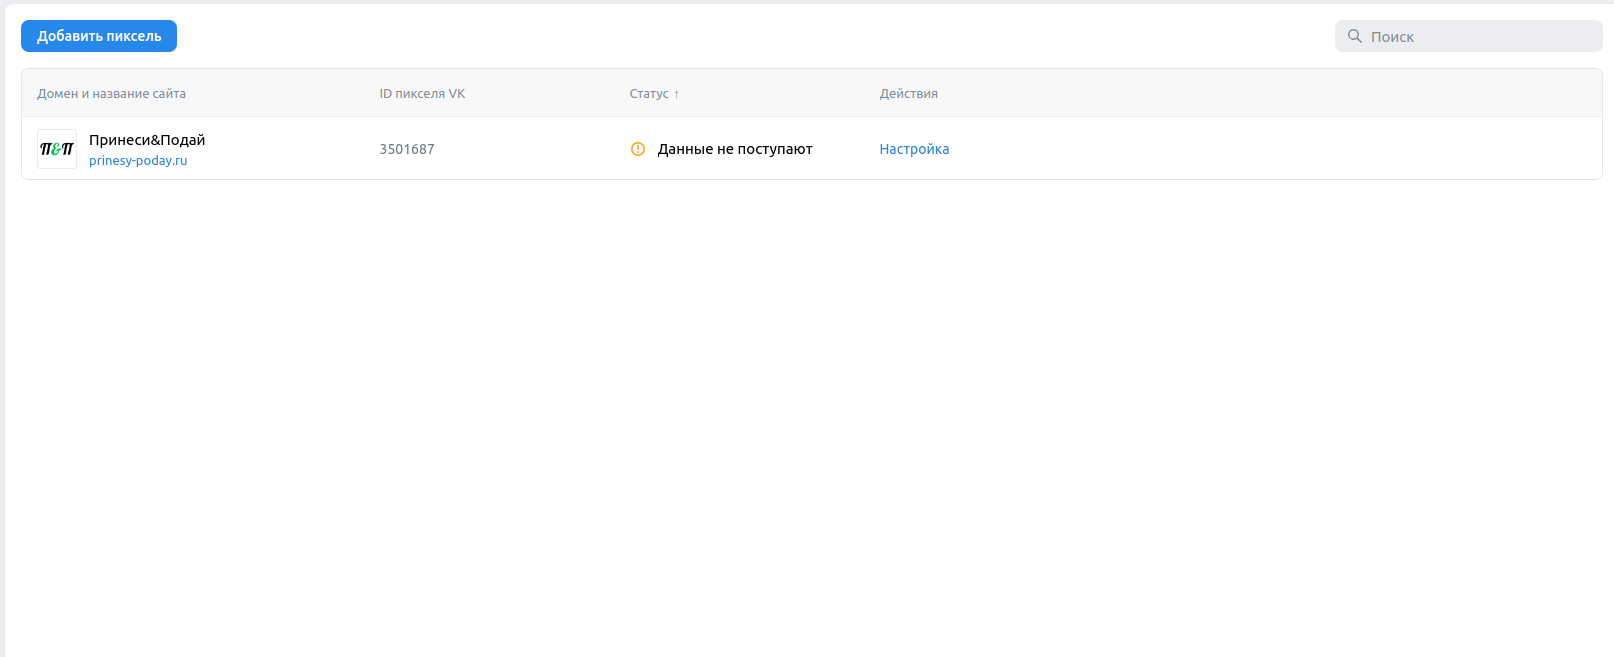 Добавить пиксель
Поиск
Домен и название сайта ID пикселя VK Статус ↑ Действия
П&П Принеси&Подай
prinesy-poday.ru
3501687 Данные не поступают Настройка